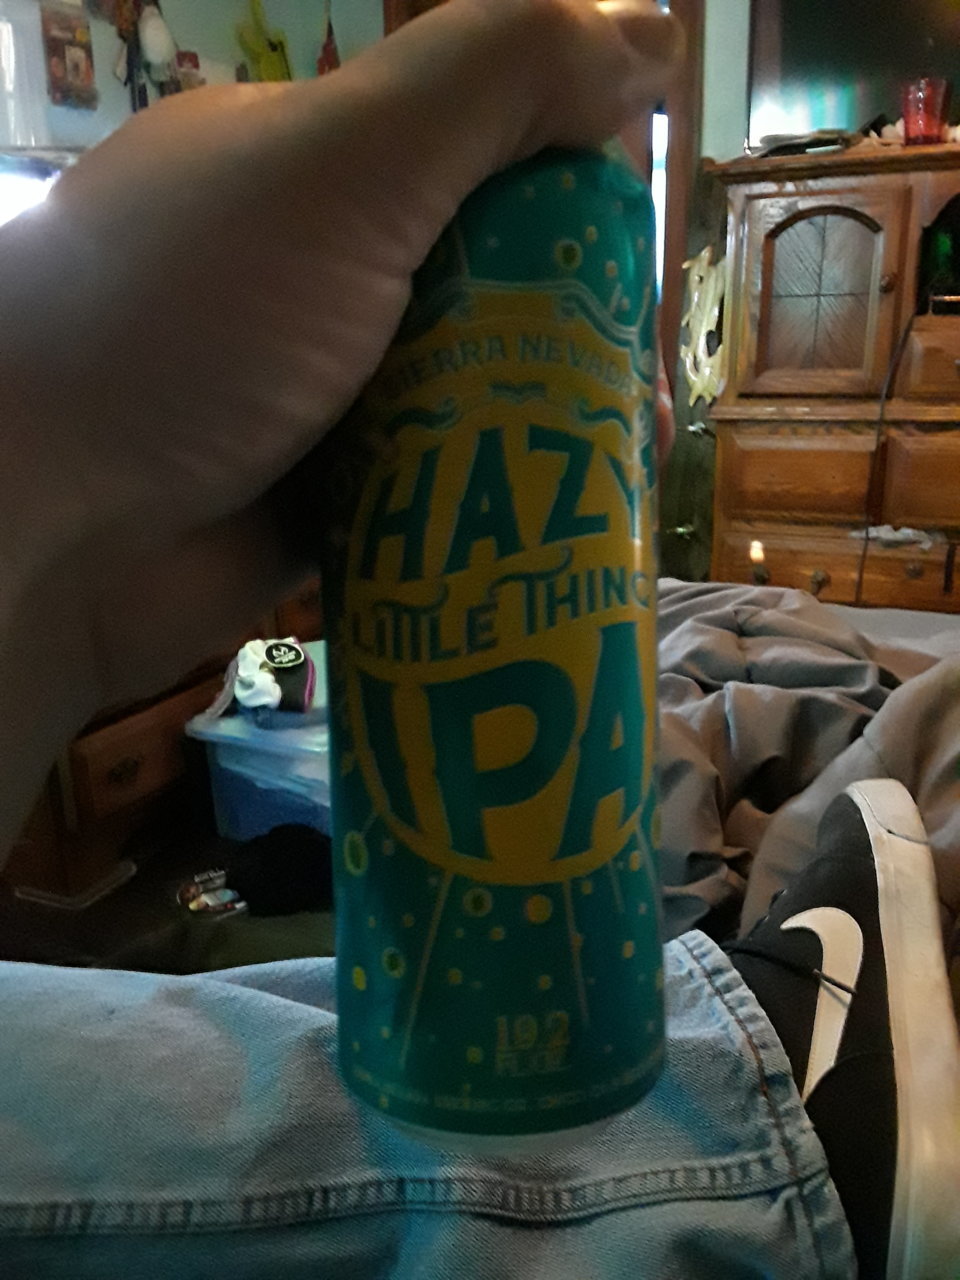 SIERRA NEVADA
HAZY
LITTLE THING
IPA
19.2
FL. OZ.